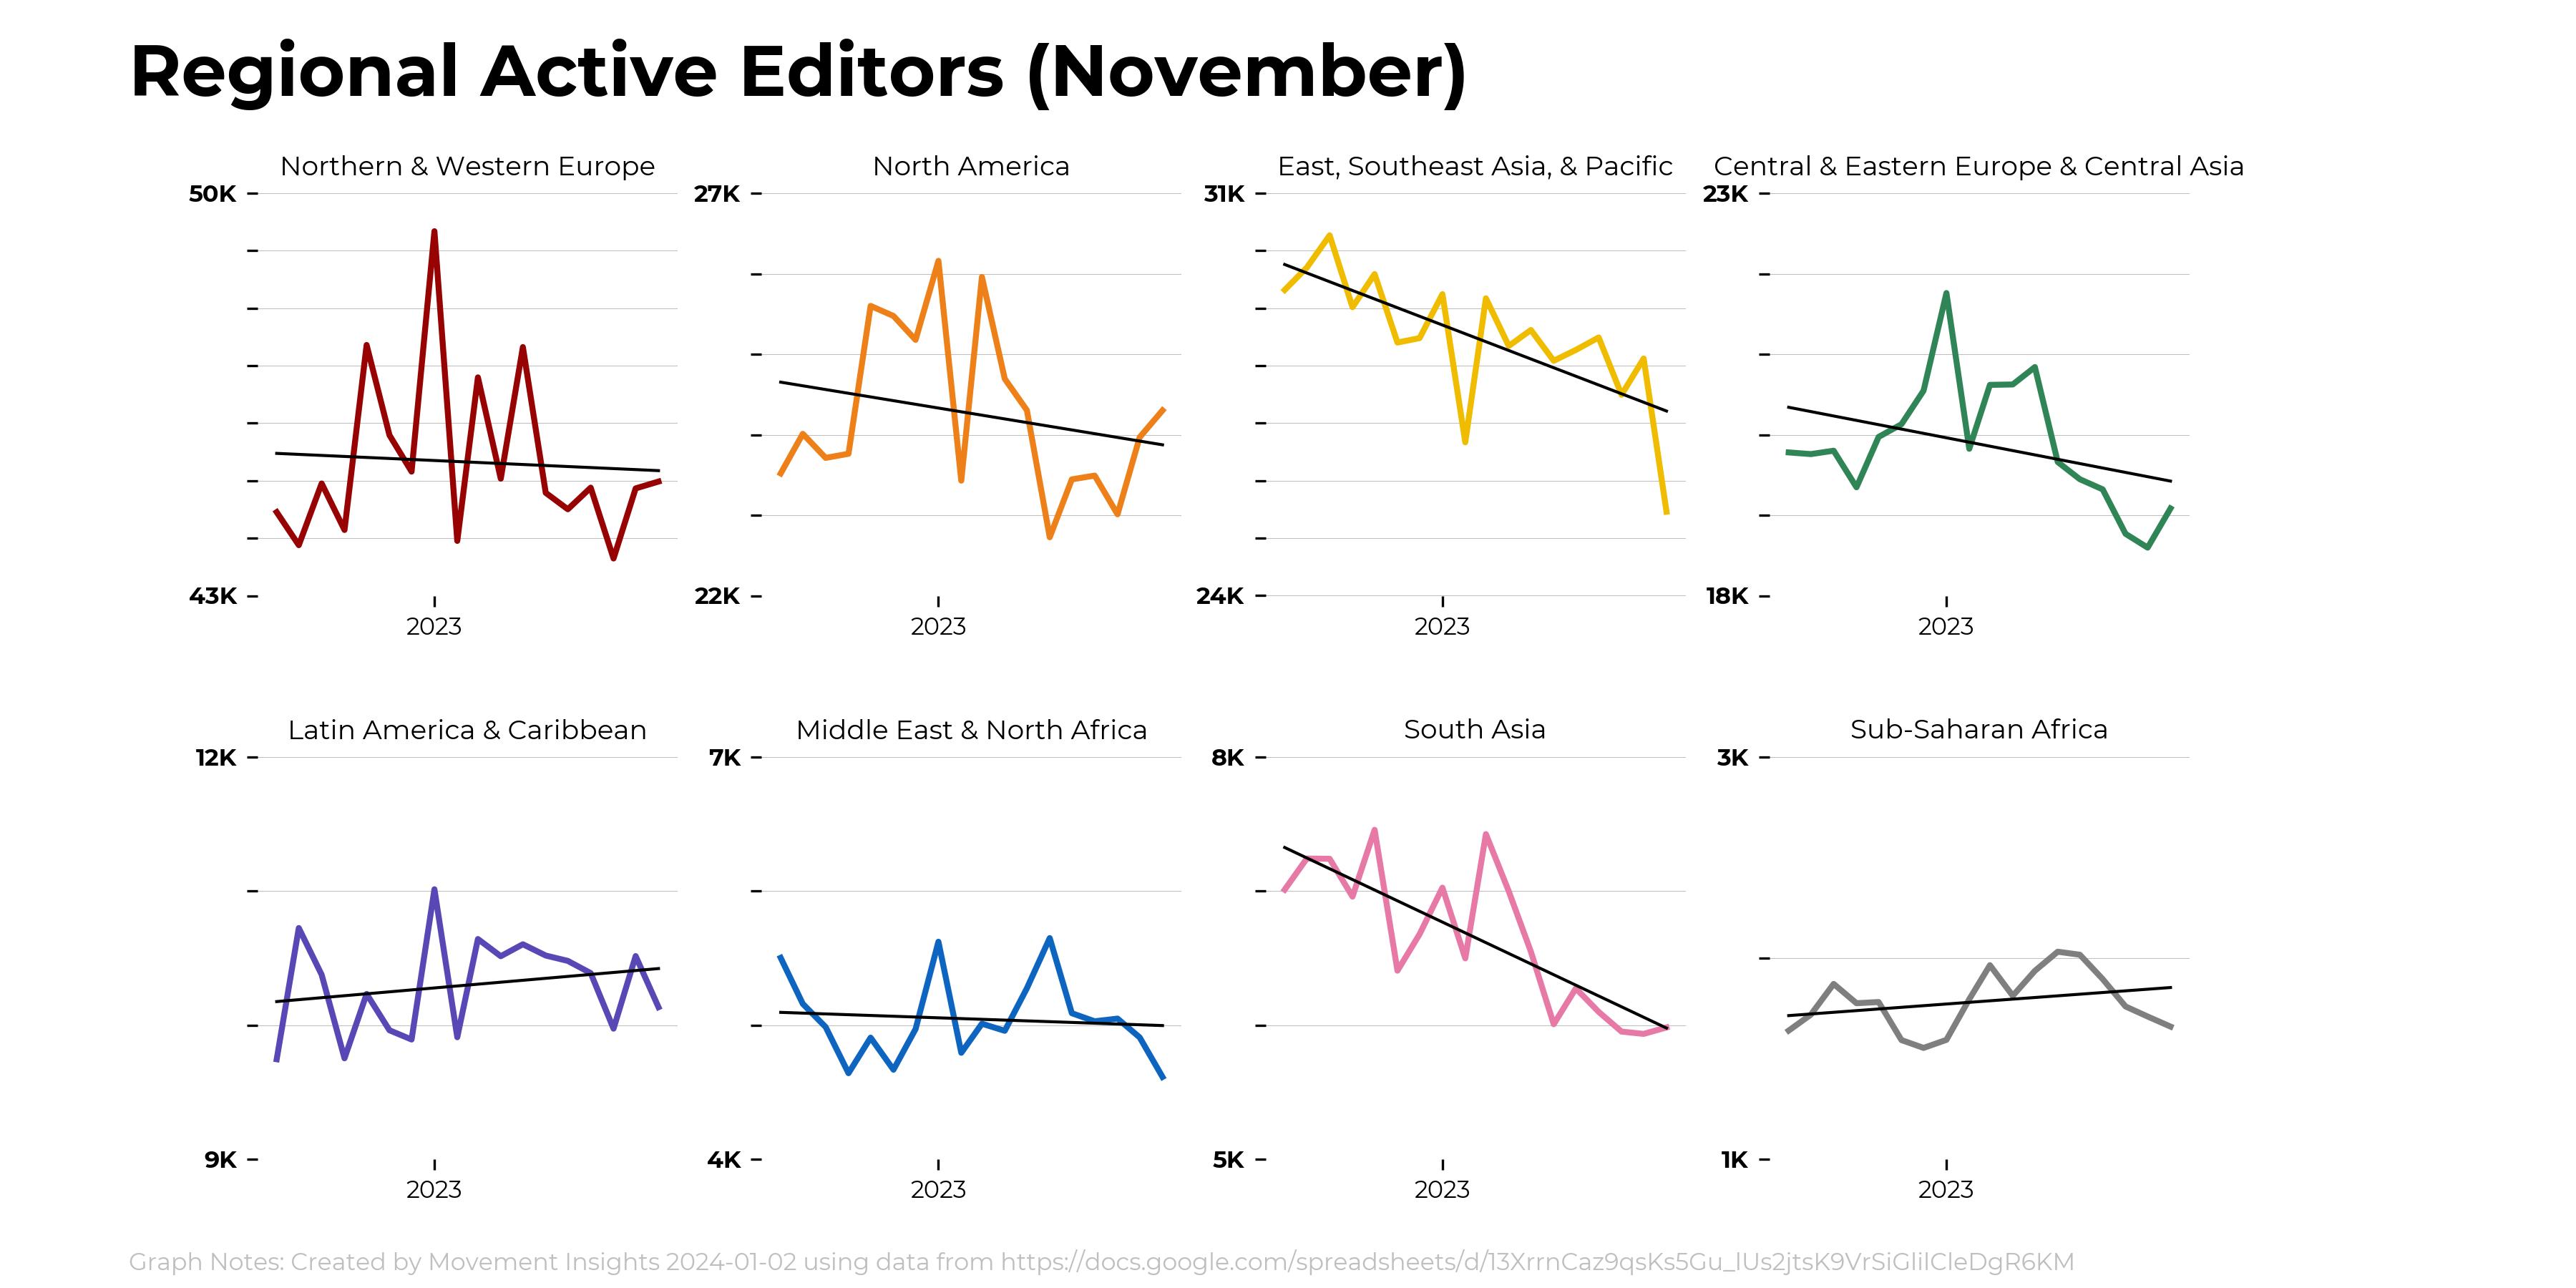 Regional Active Editors (November)
Northern & Western Europe
North America
East, Southeast Asia, & Pacific
Central & Eastern Europe & Central Asia
50K
27K
31K
23K
43K
22K
24K
18K
2023
2023
2023
2023
Latin America & Caribbean
Middle East & North Africa
South Asia
Sub-Saharan Africa
12K
7K
8K
3K
9K
4K
5K
1K
2023
2023
2023
2023
Graph Notes: Created by Movement Insights 2024-01-02 using data from https://docs.google.com/spreadsheets/d/13XrrnCaz9qsKs5Gu_lUs2jtsK9VrSiGlilCleDgR6KM